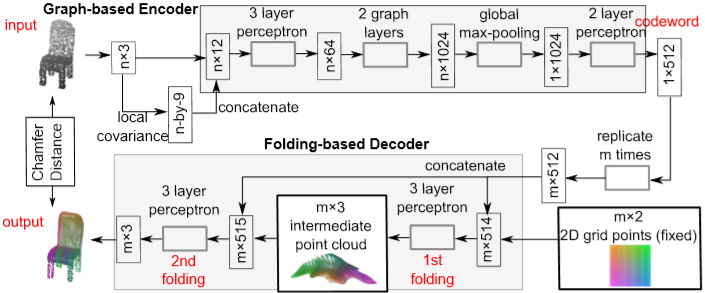 Graph-based Encoder
input
n×3
local
covariance
n-by-9
concatenate
n×12
3 layer
perceptron
n×64
2 graph
layers
n×1024
global
max-pooling
1×1024
2 layer
perceptron
codeword
1×512
replicate
m times
m×512
Chamfer
Distance
Folding-based Decoder
concatenate
output
m×3
3 layer
perceptron
2nd
folding
m×515
m×3
intermediate
point cloud
3 layer
perceptron
1st
folding
m×514
m×2
2D grid points (fixed)